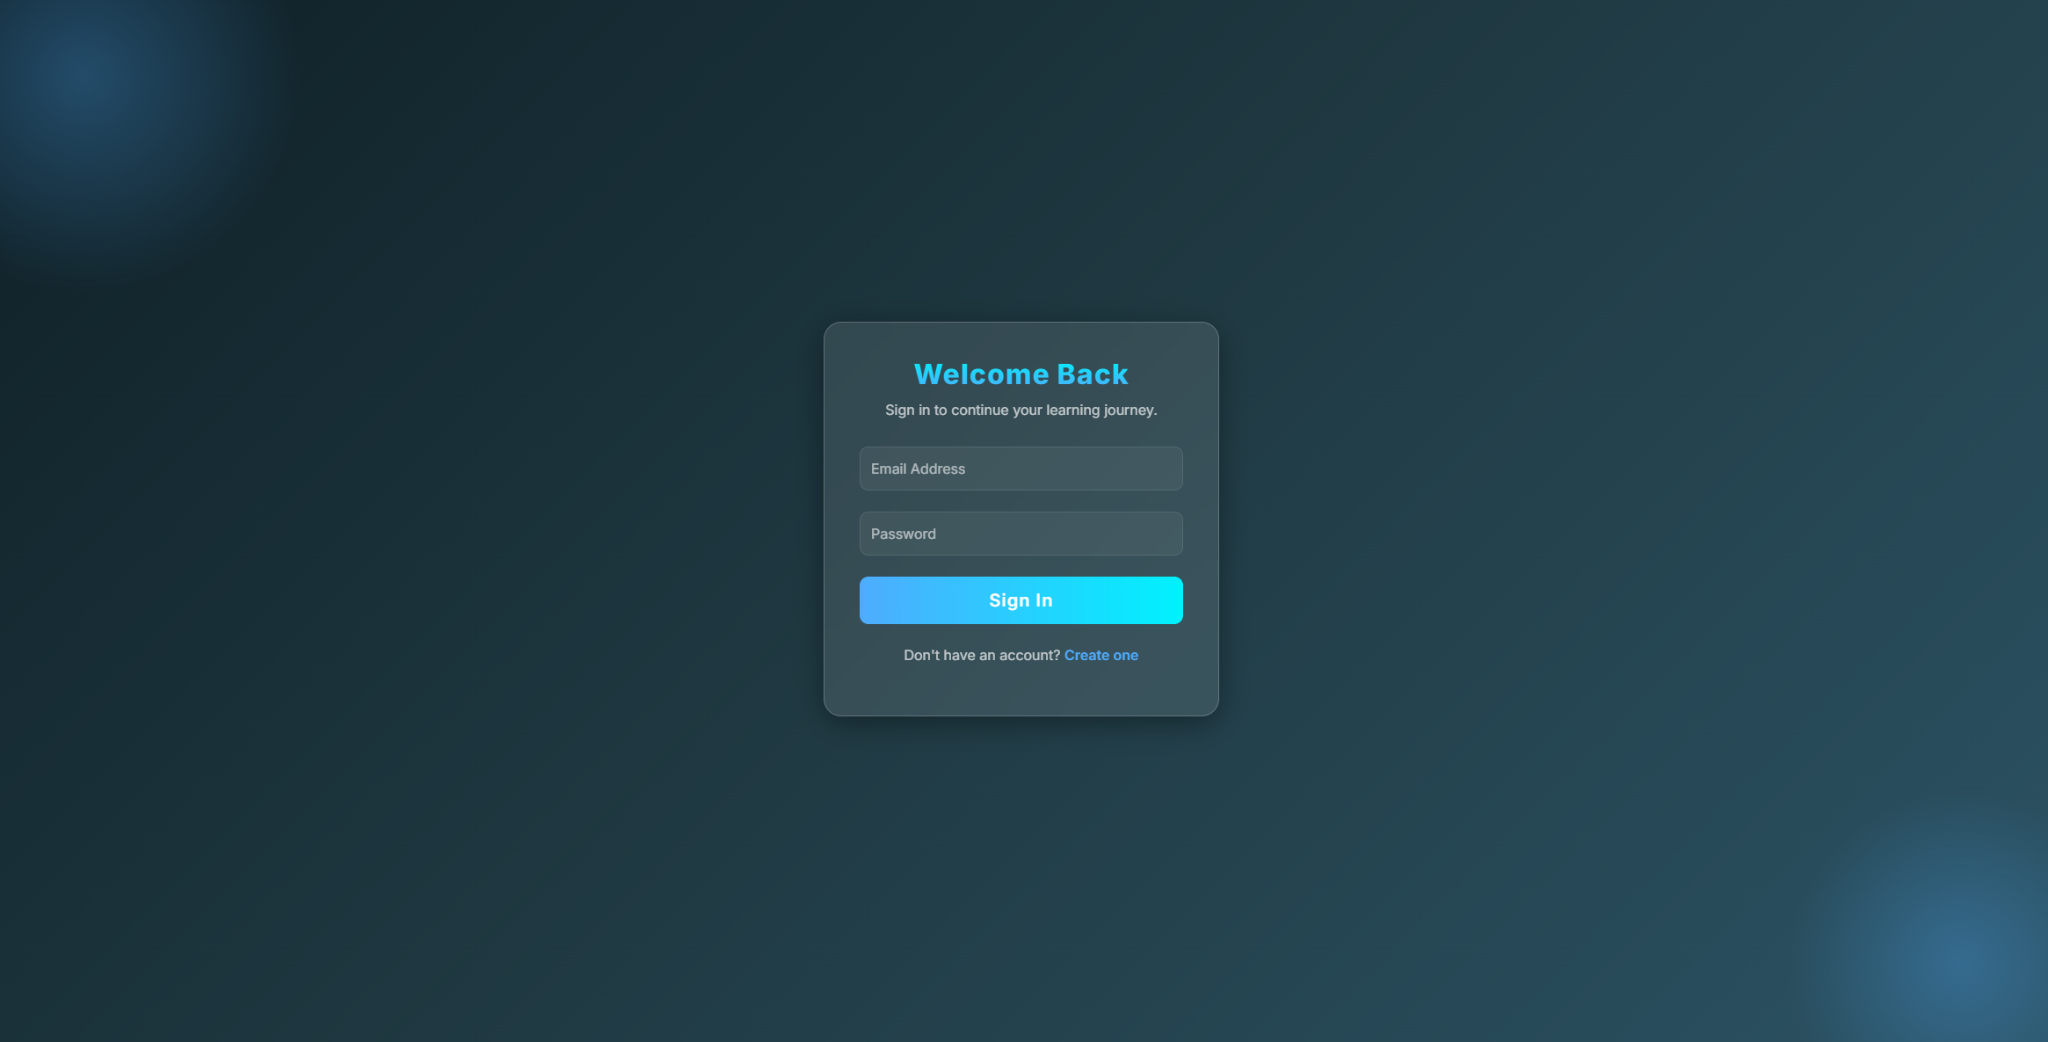 Welcome Back
Sign in to continue your learning journey.
Email Address
Password
Sign In
Don't have an account? Create one